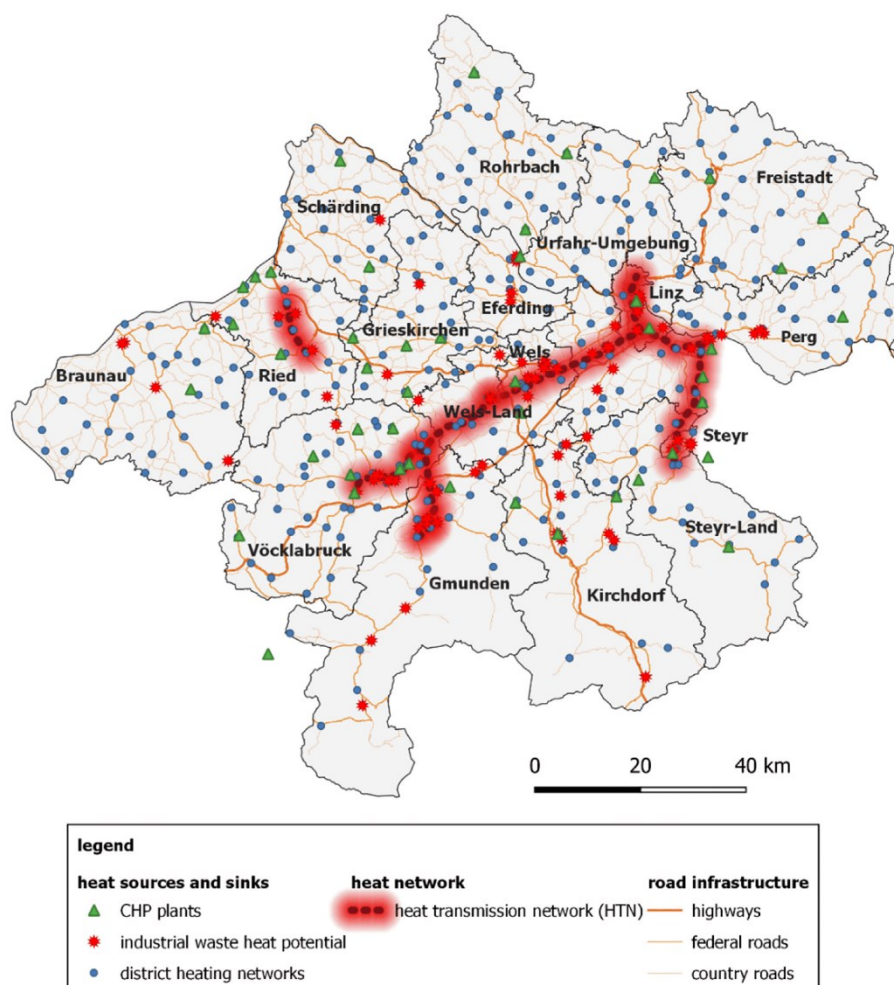 Rohrbach
Freistadt
Schärding
Urfahr-Umgebung
Linz
Eferding
Grieskirchen
Perg
Wels
Braunau
Ried
Wels-Land
Steyr
Steyr-Land
Vöcklabruck
Gmunden
Kirchdorf
0 20 40 km
legend
heat sources and sinks heat network road infrastructure
CHP plants heat transmission network (HTN) highways
industrial waste heat potential federal roads
district heating networks country roads